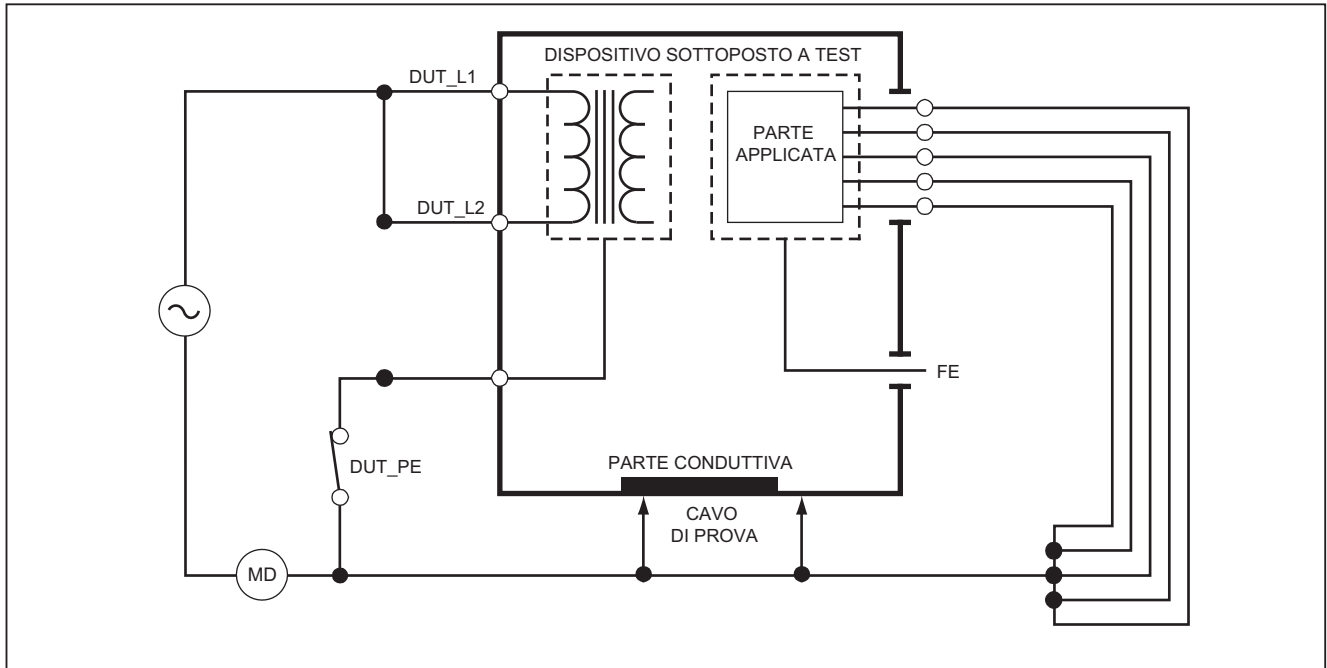 DISPOSITIVO SOTTOPOSTO A TEST
DUT_L1
PARTE
APPLICATA
DUT_L2
FE
DUT_PE
PARTE CONDUTTIVA
CAVO
DI PROVA
MD